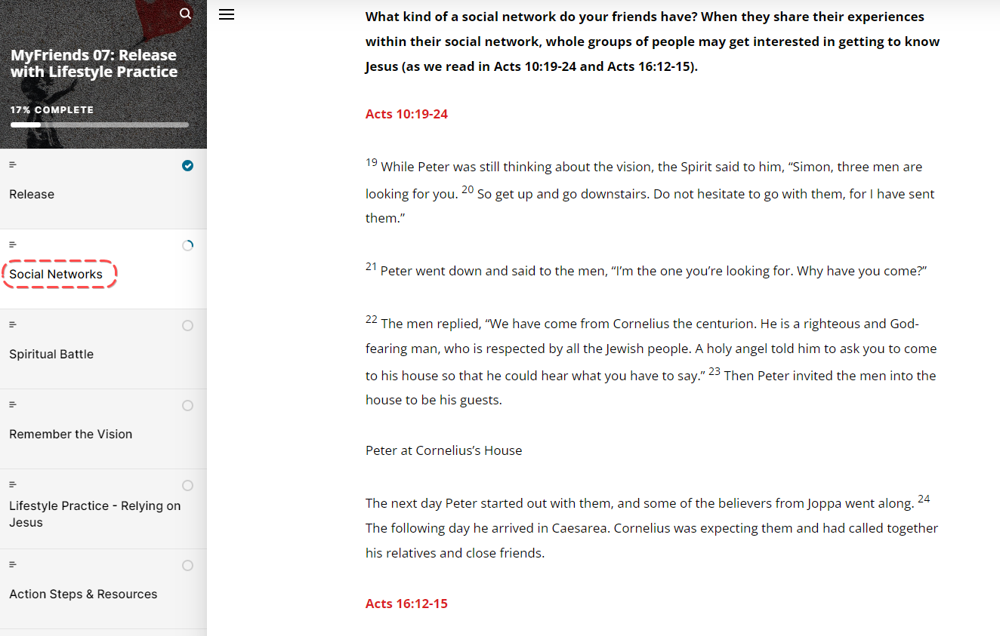 MyFriends 07: Release
with Lifestyle Practice
17% COMPLETE
Release
Social Networks
Spiritual Battle
Remember the Vision
Lifestyle Practice - Relying on
Jesus
Action Steps & Resources
What kind of a social network do your friends have? When they share their experiences
within their social network, whole groups of people may get interested in getting to know
Jesus (as we read in Acts 10:19-24 and Acts 16:12-15).
Acts 10:19-24
19 While Peter was still thinking about the vision, the Spirit said to him, “Simon, three men are
looking for you. 20 So get up and go downstairs. Do not hesitate to go with them, for I have sent
them.”
21 Peter went down and said to the men, “I’m the one you’re looking for. Why have you come?”
22 The men replied, “We have come from Cornelius the centurion. He is a righteous and God-
fearing man, who is respected by all the Jewish people. A holy angel told him to ask you to come
to his house so that he could hear what you have to say.” 23 Then Peter invited the men into the
house to be his guests.
Peter at Cornelius’s House
The next day Peter started out with them, and some of the believers from Joppa went along. 24
The following day he arrived in Caesarea. Cornelius was expecting them and had called together
his relatives and close friends.
Acts 16:12-15